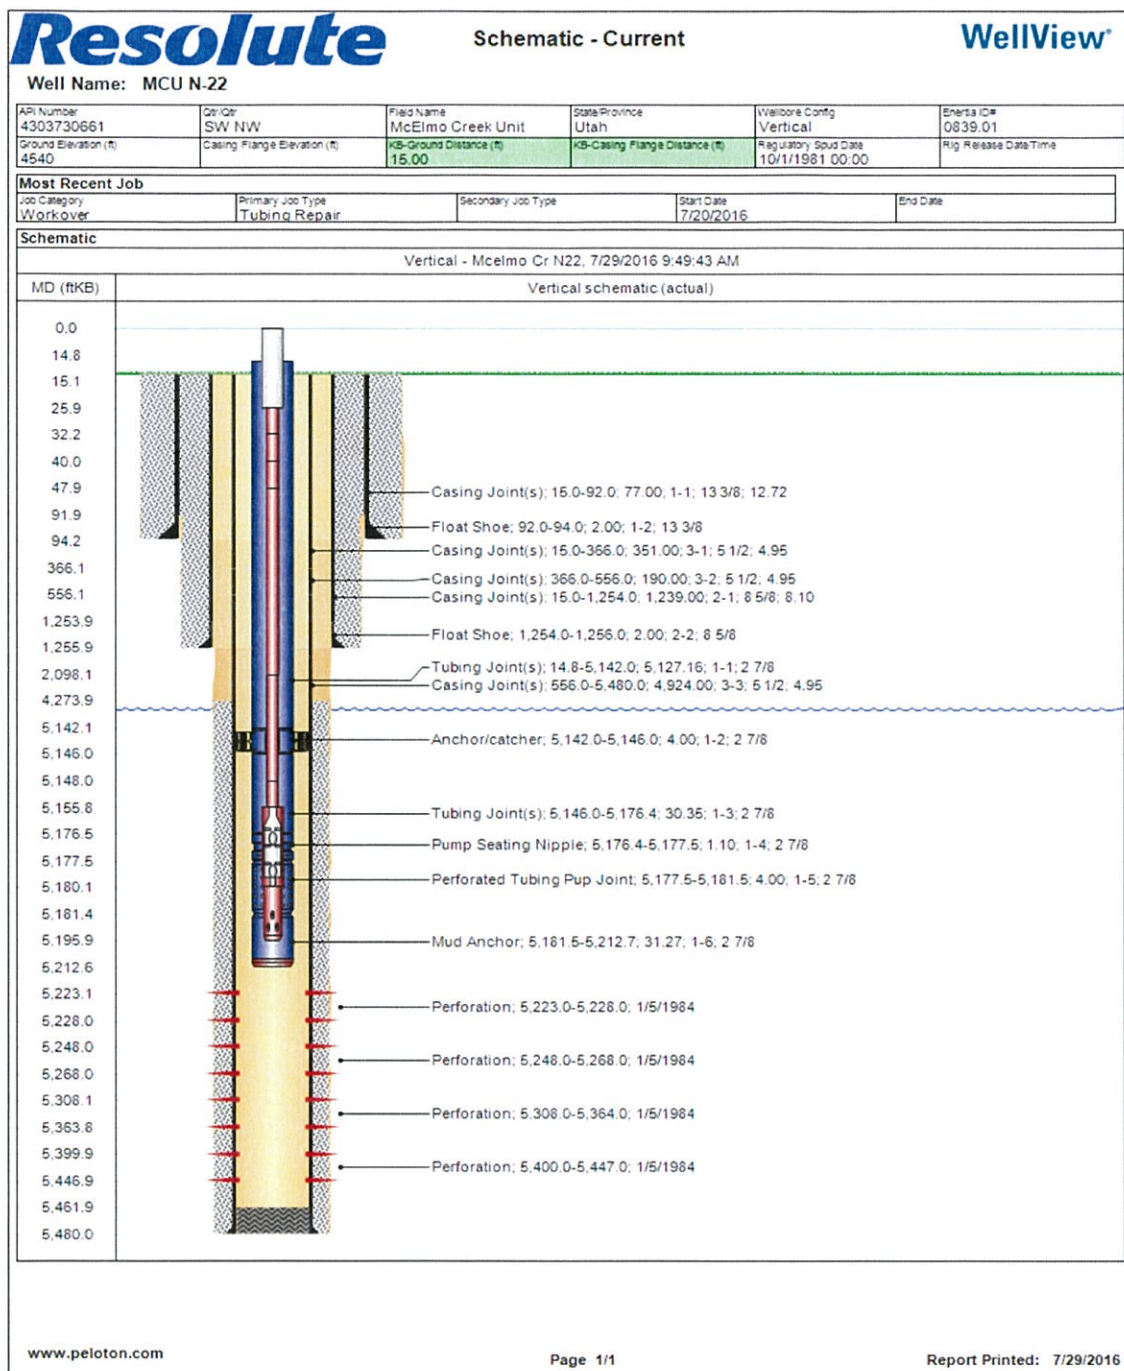 Resolute
Schematic - Current
WellView®
Well Name: MCU N-22
API Number
4303730661
Qtr/Qtr
SW NW
Field Name
McElmo Creek Unit
State/Province
Utah
Wellbore Config
Vertical
Enertia ID#
0839.01
Ground Elevation (ft)
4540
Casing Flange Elevation (ft)
KB-Ground Distance (ft)
15.00
KB-Casing Flange Distance (ft)
Regulatory Spud Date
10/1/1981 00:00
Rig Release Date/Time
Most Recent Job
Job Category
Workover
Primary Job Type
Tubing Repair
Secondary Job Type
Start Date
7/20/2016
End Date
Schematic
Vertical - Mcelmo Cr N22, 7/29/2016 9:49:43 AM
MD (ftKB)
Vertical schematic (actual)
0.0
14.8
15.1
25.9
32.2
40.0
47.9
91.9
94.2
366.1
556.1
1,253.9
1,255.9
2,098.1
4,273.9
5,142.1
5,146.0
5,148.0
5,155.8
5,176.5
5,177.5
5,180.1
5,181.4
5,195.9
5,212.6
5,223.1
5,228.0
5,248.0
5,268.0
5,308.1
5,363.8
5,399.9
5,446.9
5,461.9
5,480.0
Casing Joint(s); 15.0-92.0; 77.00; 1-1; 13 3/8; 12.72
Float Shoe; 92.0-94.0; 2.00; 1-2; 13 3/8
Casing Joint(s); 15.0-366.0; 351.00; 3-1; 5 1/2; 4.95
Casing Joint(s); 366.0-556.0; 190.00; 3-2; 5 1/2; 4.95
Casing Joint(s); 15.0-1,254.0; 1,239.00; 2-1; 8 5/8; 8.10
Float Shoe; 1,254.0-1,256.0; 2.00; 2-2; 8 5/8
Tubing Joint(s); 14.8-5,142.0; 5,127.16; 1-1; 2 7/8
Casing Joint(s); 556.0-5,480.0; 4,924.00; 3-3; 5 1/2; 4.95
Anchor/catcher; 5,142.0-5,146.0; 4.00; 1-2; 2 7/8
Tubing Joint(s); 5,146.0-5,176.4; 30.35; 1-3; 2 7/8
Pump Seating Nipple; 5,176.4-5,177.5; 1.10; 1-4; 2 7/8
Perforated Tubing Pup Joint; 5,177.5-5,181.5; 4.00; 1-5; 2 7/8
Mud Anchor; 5,181.5-5,212.7; 31.27; 1-6; 2 7/8
Perforation; 5,223.0-5,228.0; 1/5/1984
Perforation; 5,248.0-5,268.0; 1/5/1984
Perforation; 5,308.0-5,364.0; 1/5/1984
Perforation; 5,400.0-5,447.0; 1/5/1984
www.peloton.com
Page 1/1
Report Printed: 7/29/2016